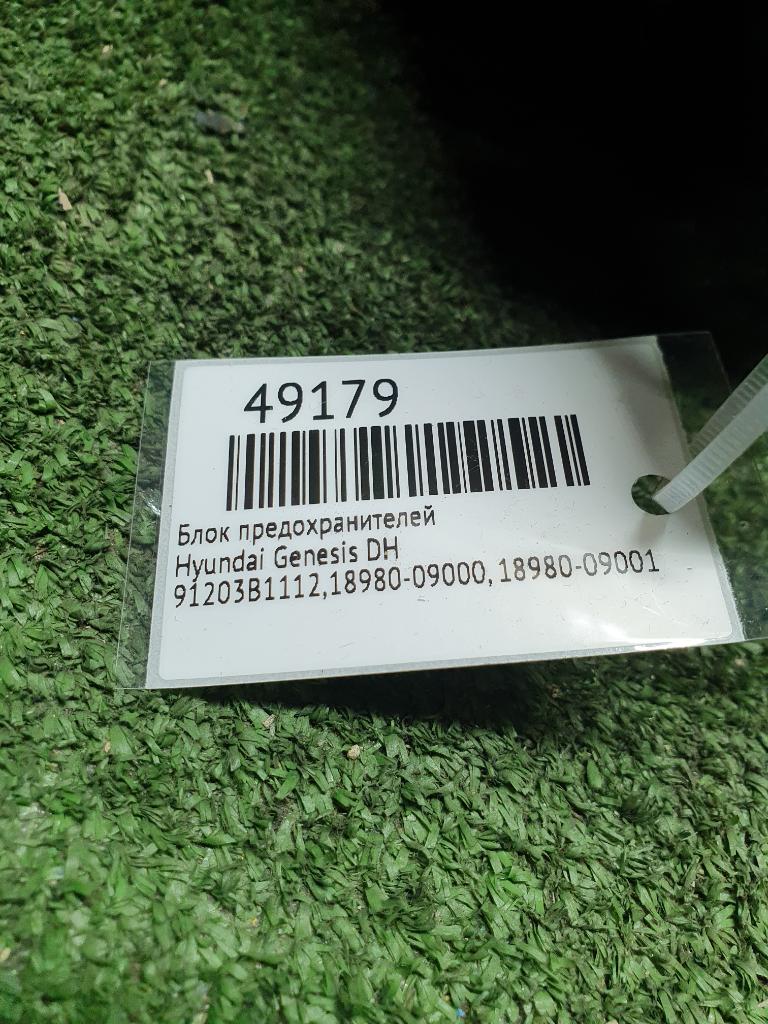 49179
Блок предохранителей
Hyundai Genesis DH
91203B1112,18980-09000, 18980-09001